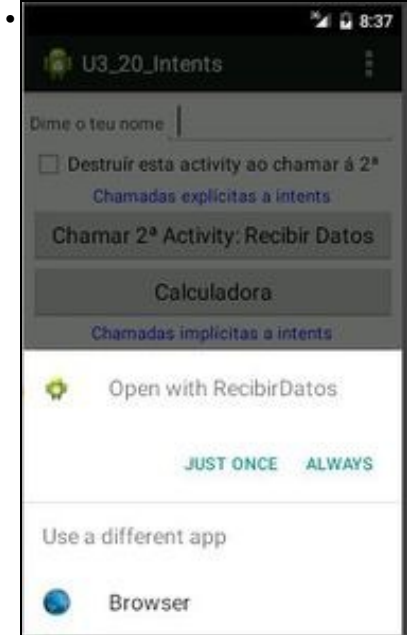 8:37
U3_20_Intents
Dime o teu nome
Destruír esta activity ao chamar á 2ª
Chamadas explícitas a intents
Chamar 2ª Activity: Recibir Datos
Calculadora
Chamadas implícitas a intents
Open with RecibirDatos
JUST ONCE ALWAYS
Use a different app
Browser